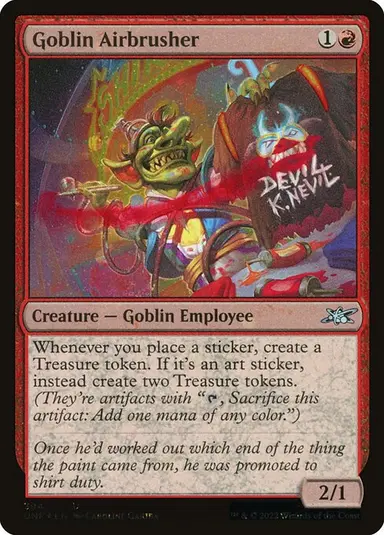 Goblin Airbrusher
1
DEVIL
K. NEVIL
Creature — Goblin Employee
Whenever you place a sticker, create a
Treasure token. If it's an art sticker,
instead create two Treasure tokens.
(They're artifacts with “, Sacrifice this
artifact: Add one mana of any color.”)
Once he'd worked out which end of the thing
the paint came from, he was promoted to
shirt duty.
2/1